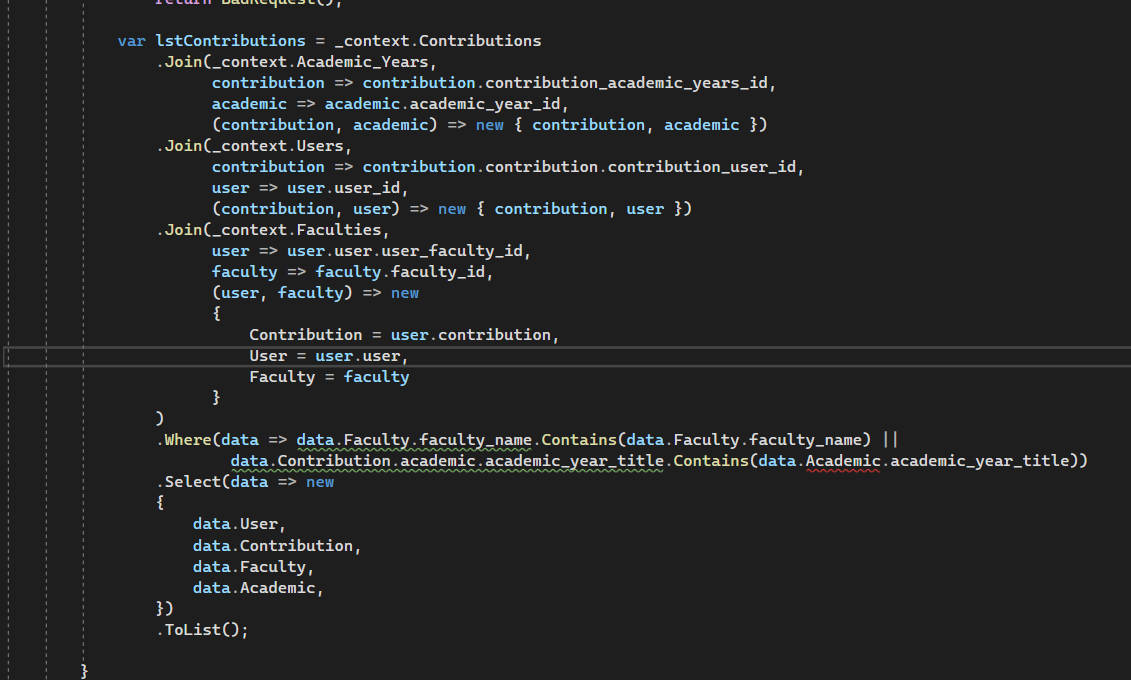 return BadRequest();
var lstContributions = _context.Contributions
.Join(_context.Academic_Years,
contribution => contribution.contribution_academic_years_id,
academic => academic.academic_year_id,
(contribution, academic) => new { contribution, academic })
.Join(_context.Users,
contribution => contribution.contribution.contribution_user_id,
user => user.user_id,
(contribution, user) => new { contribution, user })
.Join(_context.Faculties,
user => user.user.user_faculty_id,
faculty => faculty.faculty_id,
(user, faculty) => new
{
Contribution = user.contribution,
User = user.user,
Faculty = faculty
}
)
.Where(data => data.Faculty.faculty_name.Contains(data.Faculty.faculty_name) ||
data.Contribution.academic.academic_year_title.Contains(data.Academic.academic_year_title))
.Select(data => new
{
data.User,
data.Contribution,
data.Faculty,
data.Academic,
})
.ToList();
}